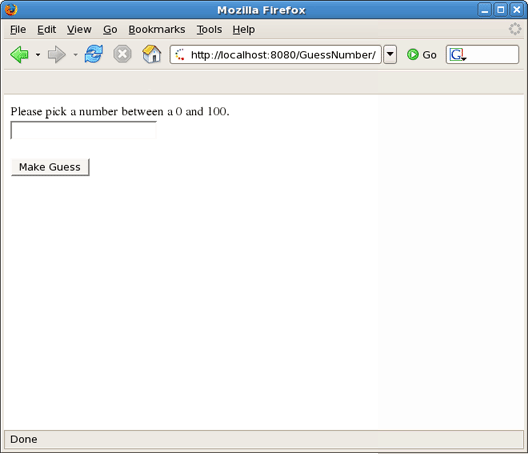 Mozilla Firefox
File Edit View Go Bookmarks Tools Help
http://localhost:8080/GuessNumber/ Go G
Please pick a number between a 0 and 100.
Make Guess
Done